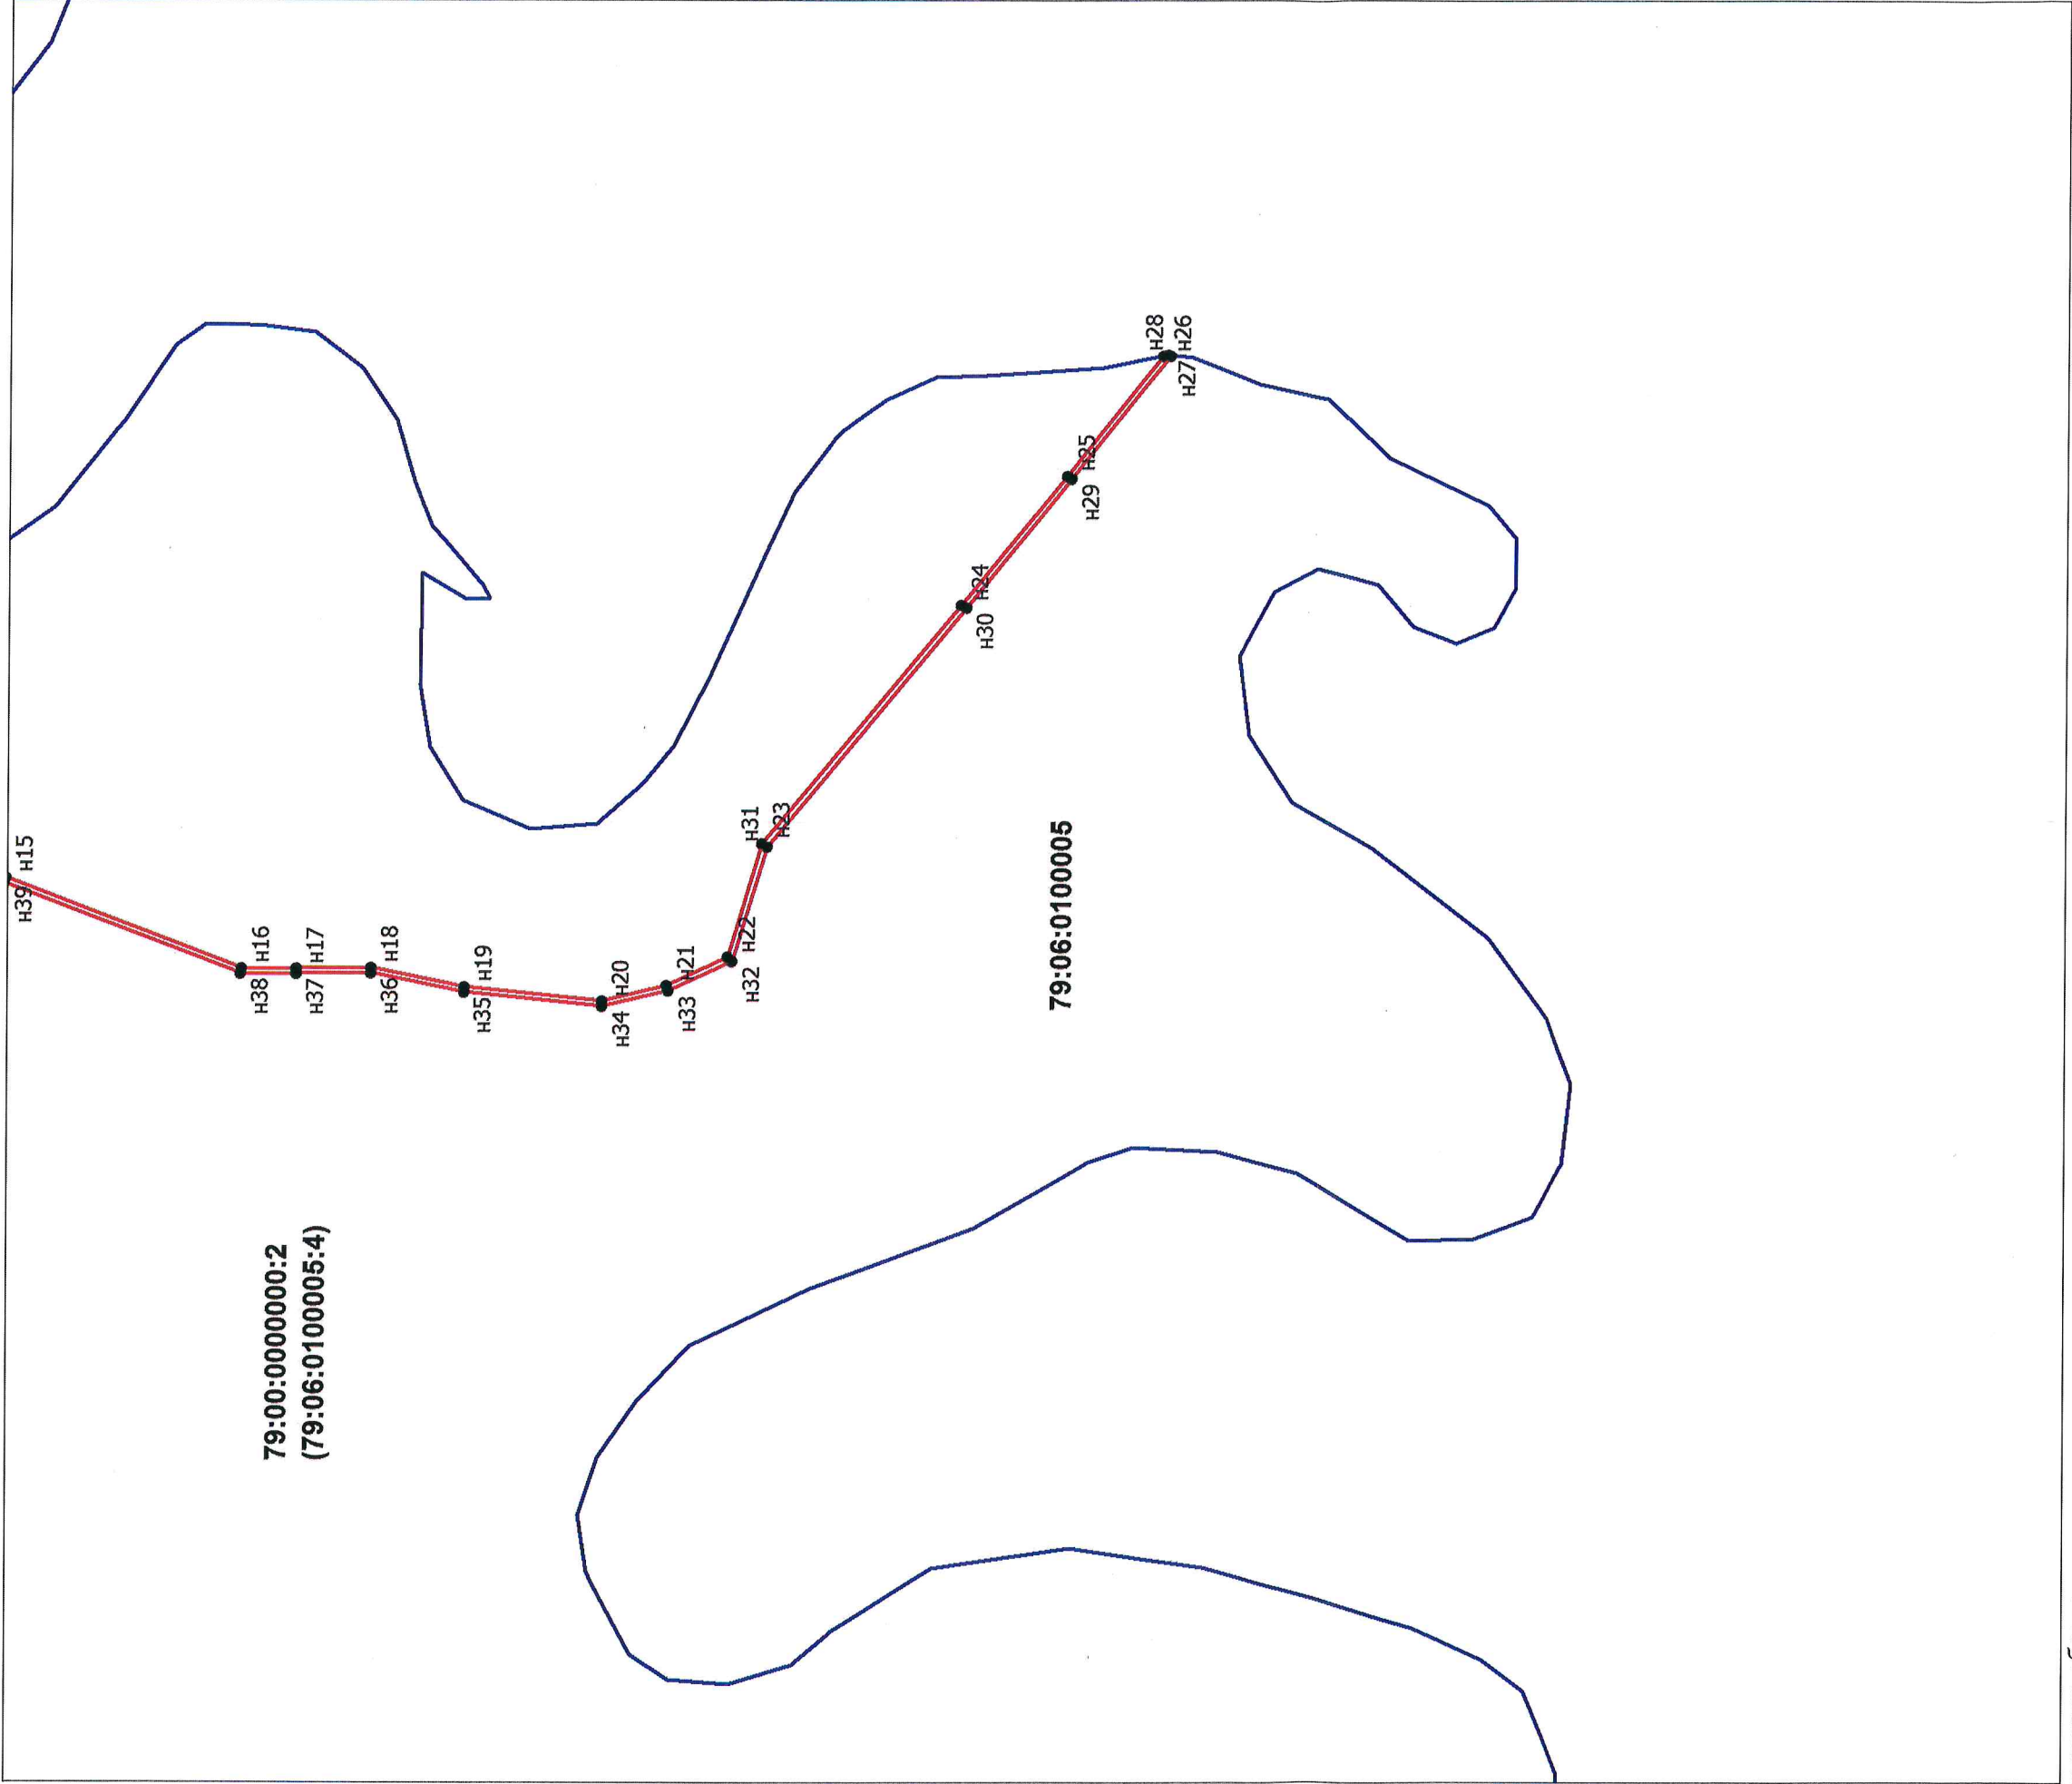 н15
н39
н16
н38
н17
н37
н18
н36
н19
н35
н20
н34
н21
н33
н22
н32
н31
н23
н24
н30
н25
н29
н28
н26
н27
79:00:0000000:2
(79:06:0100005:4)
79:06:0100005